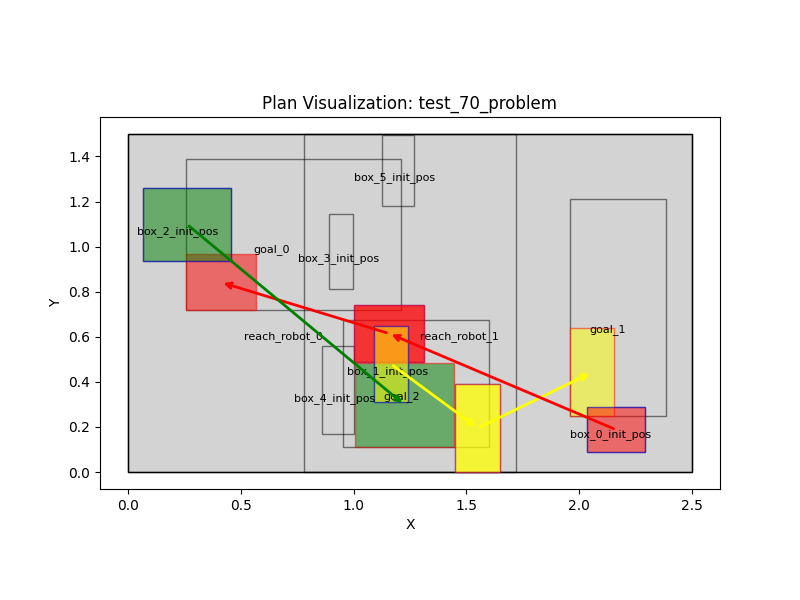 Plan Visualization: test_70_problem
box_5_init_pos
box_2_init_pos
goal_0
box_3_init_pos
reach_robot_0
reach_robot_1
goal_1
box_1_init_pos
box_4_init_pos
goal_2
box_0_init_pos
Y
1.4
1.2
1.0
0.8
0.6
0.4
0.2
0.0
0.0 0.5 1.0 1.5 2.0 2.5
X